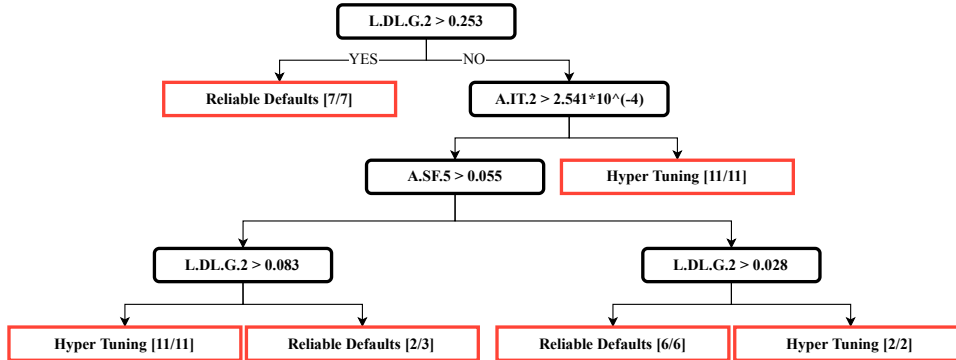 L.DL.G.2 > 0.253
YES
NO
Reliable Defaults [7/7]
A.IT.2 > 2.541*10^(-4)
A.SF.5 > 0.055
Hyper Tuning [11/11]
L.DL.G.2 > 0.083
L.DL.G.2 > 0.028
Hyper Tuning [11/11]
Reliable Defaults [2/3]
Reliable Defaults [6/6]
Hyper Tuning [2/2]